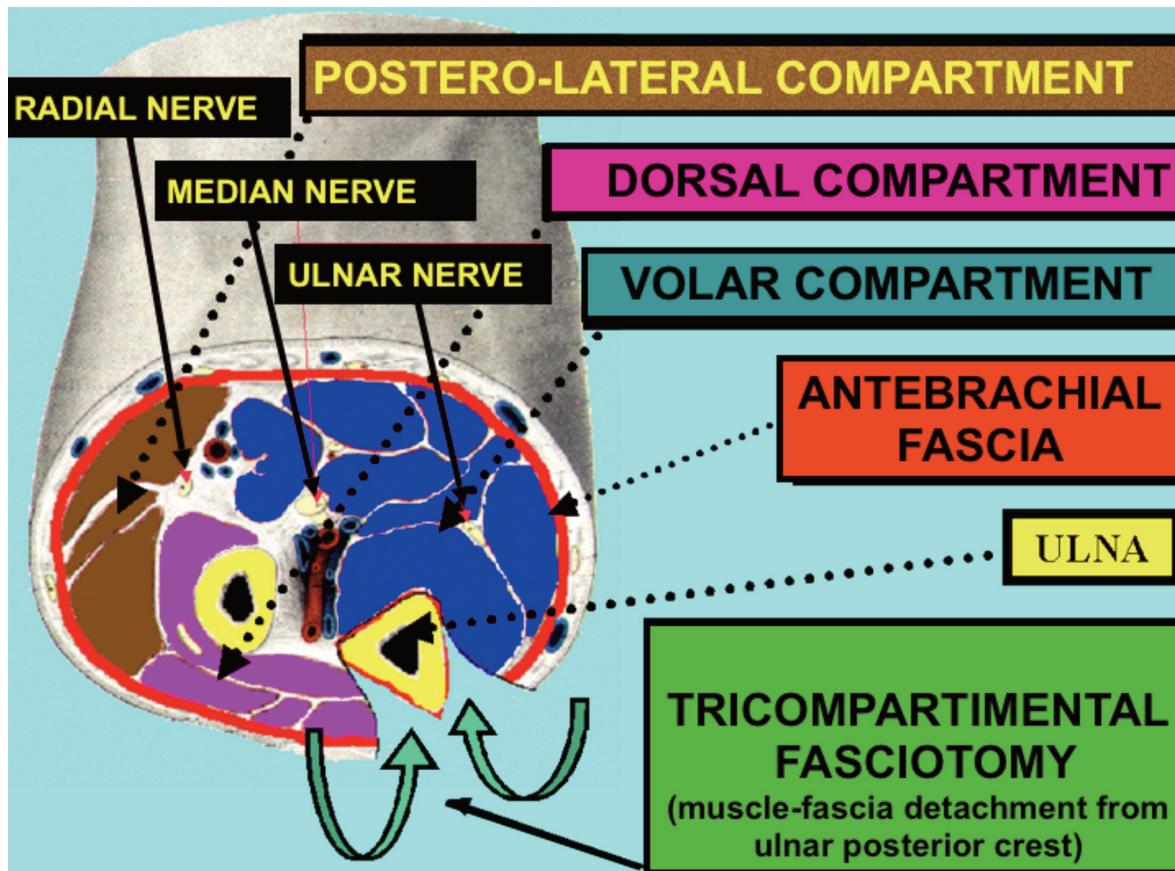 POSTERO-LATERAL COMPARTMENT
RADIAL NERVE
DORSAL COMPARTMENT
MEDIAN NERVE
ULNAR NERVE
VOLAR COMPARTMENT
ANTEBRACHIAL
FASCIA
ULNA
TRICOMPARTIMENTAL
FASCIOTOMY
(muscle-fascia detachment from
ulnar posterior crest)